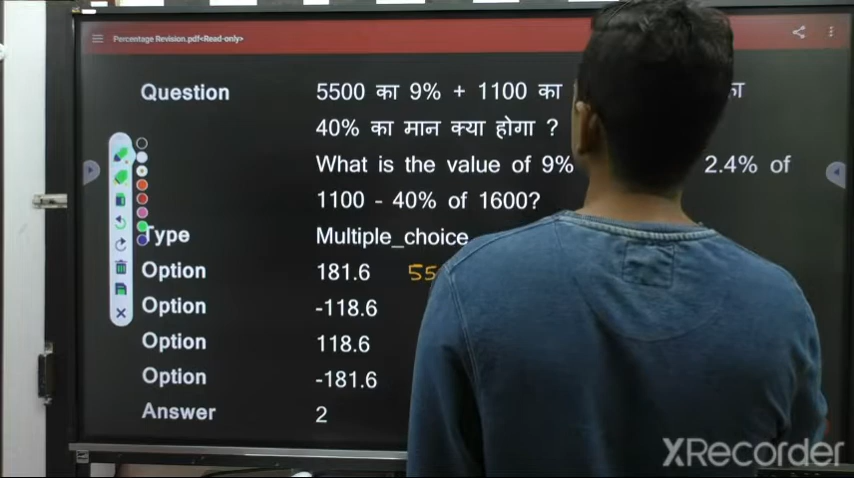 Percentage Revision.pdf<Read-only>
Question 5500 का 9% + 1100 का
40% का मान क्या होगा ?
What is the value of 9% 2.4% of
1100 - 40% of 1600?
Type Multiple_choice
Option 181.6 55
Option -118.6
Option 118.6
Option -181.6
Answer 2
XRecorder